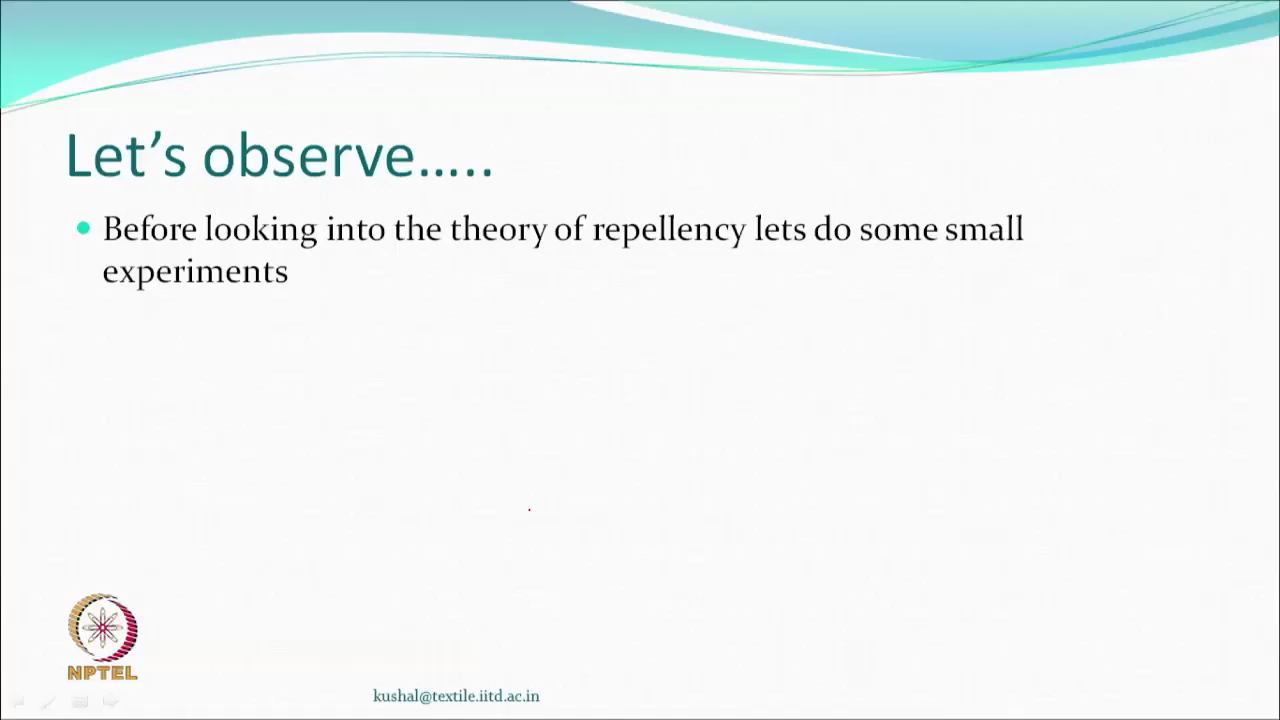 Let’s observe…..
Before looking into the theory of repellency lets do some small
experiments
NPTEL
kushal@textile.iitd.ac.in